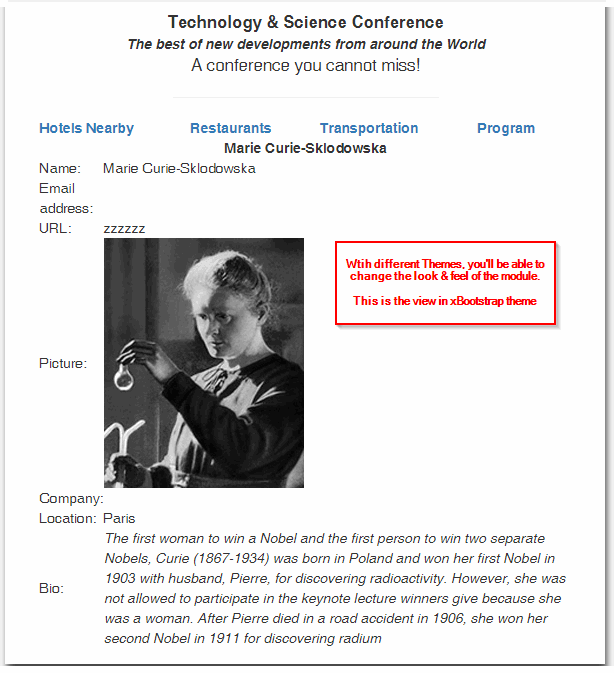 Technology & Science Conference
The best of new developments from around the World
A conference you cannot miss!
Hotels Nearby Restaurants Transportation Program
Marie Curie-Sklodowska
Name: Marie Curie-Sklodowska
Email
address:
URL: zzzzzz
Wtih different Themes, you'll be able to
change the look & feel of the module.
This is the view in xBootstrap theme
Picture:
Company:
Location: Paris
Bio:
The first woman to win a Nobel and the first person to win two separate
Nobels, Curie (1867-1934) was born in Poland and won her first Nobel in
1903 with husband, Pierre, for discovering radioactivity. However, she was
not allowed to participate in the keynote lecture winners give because she
was a woman. After Pierre died in a road accident in 1906, she won her
second Nobel in 1911 for discovering radium